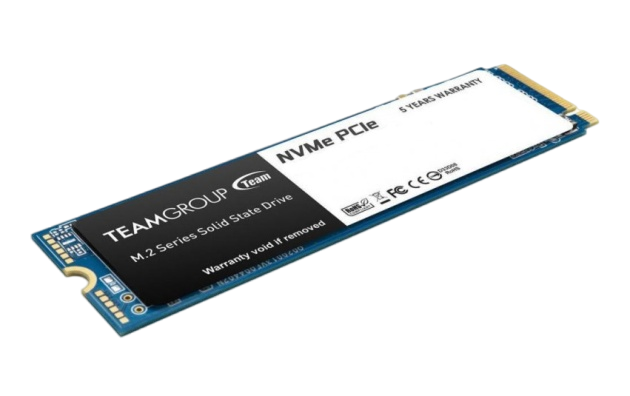 TEAMGROUP Team
M.2 Series Solid State Drive
Warranty void if removed
NVMe PCIe
5 YEARS WARRANTY
FC CE